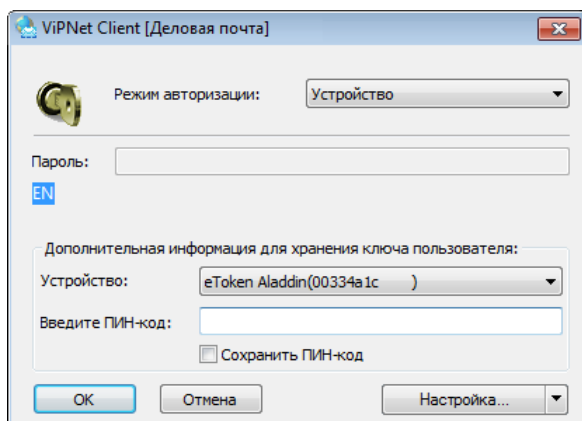 ViPNet Client [Деловая почта]
Режим авторизации: Устройство
Пароль:
EN
Дополнительная информация для хранения ключа пользователя:
Устройство: eToken Aladdin(00334a1c )
Введите ПИН-код:
Сохранить ПИН-код
OK Отмена Настройка...